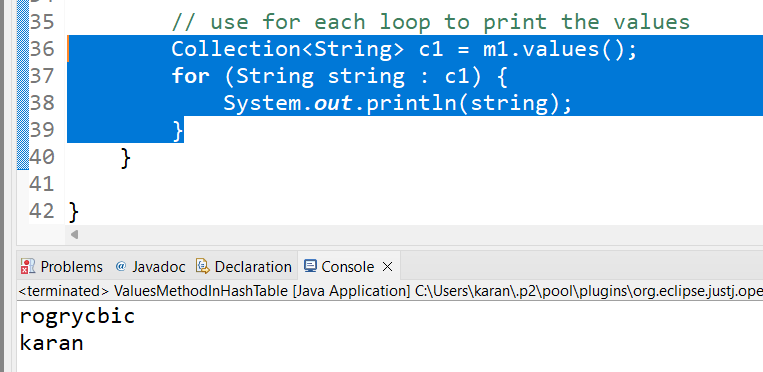 35 // use for each loop to print the values
36 Collection<String> c1 = m1.values();
37 for (String string : c1) {
38 System.out.println(string);
39 }
40 }
41
42 }
Problems @ Javadoc Declaration Console
<terminated> ValuesMethodInHashTable [Java Application] C:\Users\karan\.p2\pool\plugins\org.eclipse.justj.ope
rogrycbic
karan